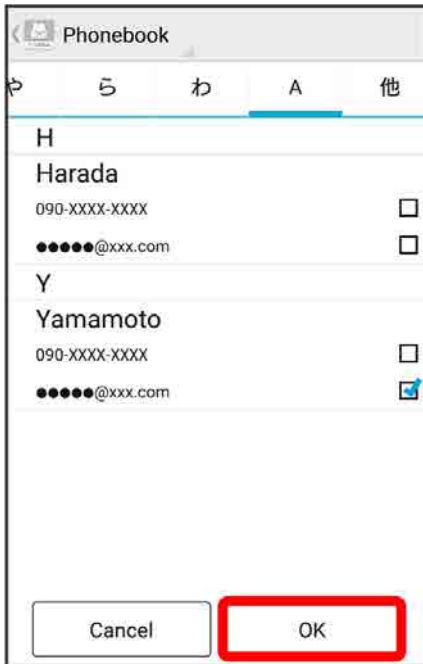 Phonebook
や ら わ A 他
H
Harada
090-XXXX-XXXX
●●●●●@xxx.com
Y
Yamamoto
090-XXXX-XXXX
●●●●●@xxx.com
Cancel OK